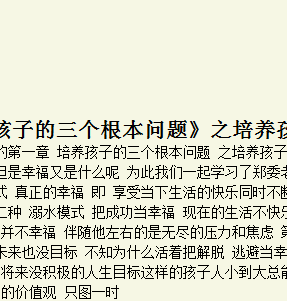 孩子的三个根本问题》之培养孩
的第一章 培养孩子的三个根本问题 之培养孩子
但是幸福又是什么呢 为此我们一起学习了郑委老
式 真正的幸福 即 享受当下生活的快乐同时不断
二种 溺水模式 把成功当幸福 现在的生活不快乐
并不幸福 伴随他左右的是无尽的压力和焦虑 第
未来也没目标 不知为什么活着把解脱 逃避当幸
将来没积极的人生目标这样的孩子人小到大总能
的价值观 只图一时